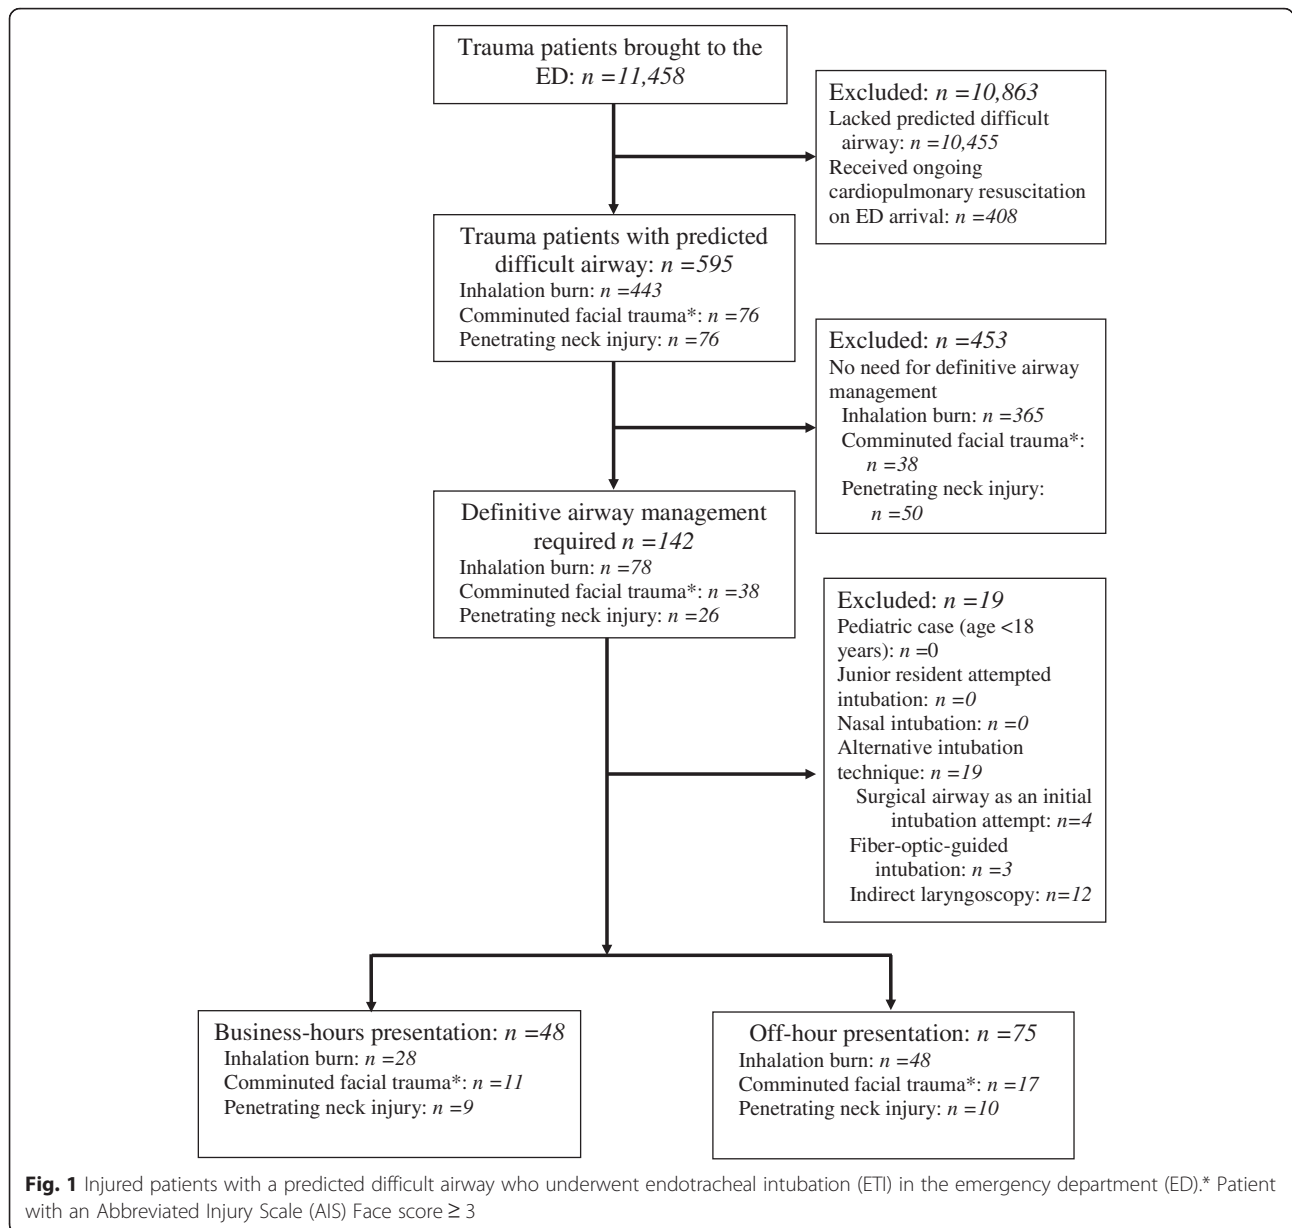 Trauma patients brought to the
ED: n =11,458
Excluded: n =10,863
Lacked predicted difficult
airway: n =10,455
Received ongoing
cardiopulmonary resuscitation
on ED arrival: n =408
Trauma patients with predicted
difficult airway: n =595
Inhalation burn: n =443
Comminuted facial trauma*: n =76
Penetrating neck injury: n =76
Excluded: n =453
No need for definitive airway
management
Inhalation burn: n =365
Comminuted facial trauma*:
n =38
Penetrating neck injury:
n =50
Definitive airway management
required n =142
Inhalation burn: n =78
Comminuted facial trauma*: n =38
Penetrating neck injury: n =26
Excluded: n =19
Pediatric case (age <18
years): n =0
Junior resident attempted
intubation: n =0
Nasal intubation: n =0
Alternative intubation
technique: n =19
Surgical airway as an initial
intubation attempt: n=4
Fiber-optic-guided
intubation: n =3
Indirect laryngoscopy: n=12
Business-hours presentation: n =48
Inhalation burn: n =28
Comminuted facial trauma*: n =11
Penetrating neck injury: n =9
Off-hour presentation: n =75
Inhalation burn: n =48
Comminuted facial trauma*: n =17
Penetrating neck injury: n =10
Fig. 1 Injured patients with a predicted difficult airway who underwent endotracheal intubation (ETI) in the emergency department (ED).* Patient
with an Abbreviated Injury Scale (AIS) Face score ≥ 3